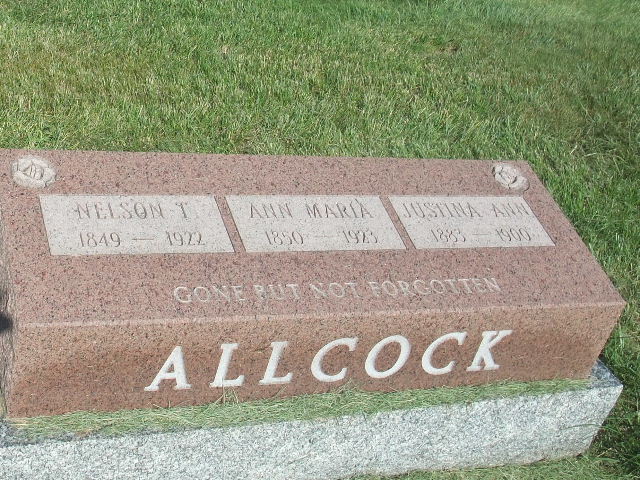 NELSON T. ANN MARIA JUSTINA ANN
1849 — 1922 1850 — 1923 1883 — 1900
GONE BUT NOT FORGOTTEN
ALLCOCK